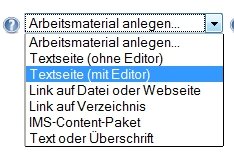 Arbeitsmaterial anlegen...
Arbeitsmaterial anlegen...
Textseite (ohne Editor)
Textseite (mit Editor)
Link auf Datei oder Webseite
Link auf Verzeichnis
IMS-Content-Paket
Text oder Überschrift